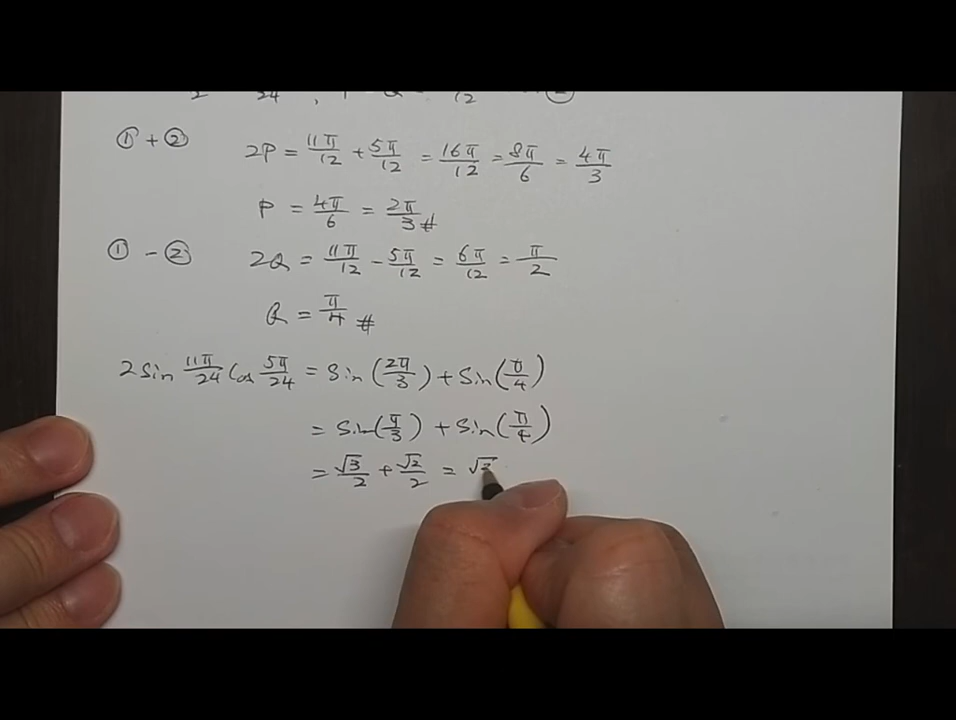 ① + ② 2P = 11π/12 + 5π/12 = 16π/12 = 8π/6 = 4π/3
P = 4π/6 = 2π/3 #
① - ② 2Q = 11π/12 - 5π/12 = 6π/12 = π/2
Q = π/4 #
2 sin 11π/24 cos 5π/24 = sin(2π/3) + sin(π/4)
= sin(π/3) + sin(π/4)
= √3/2 + √2/2 = √3